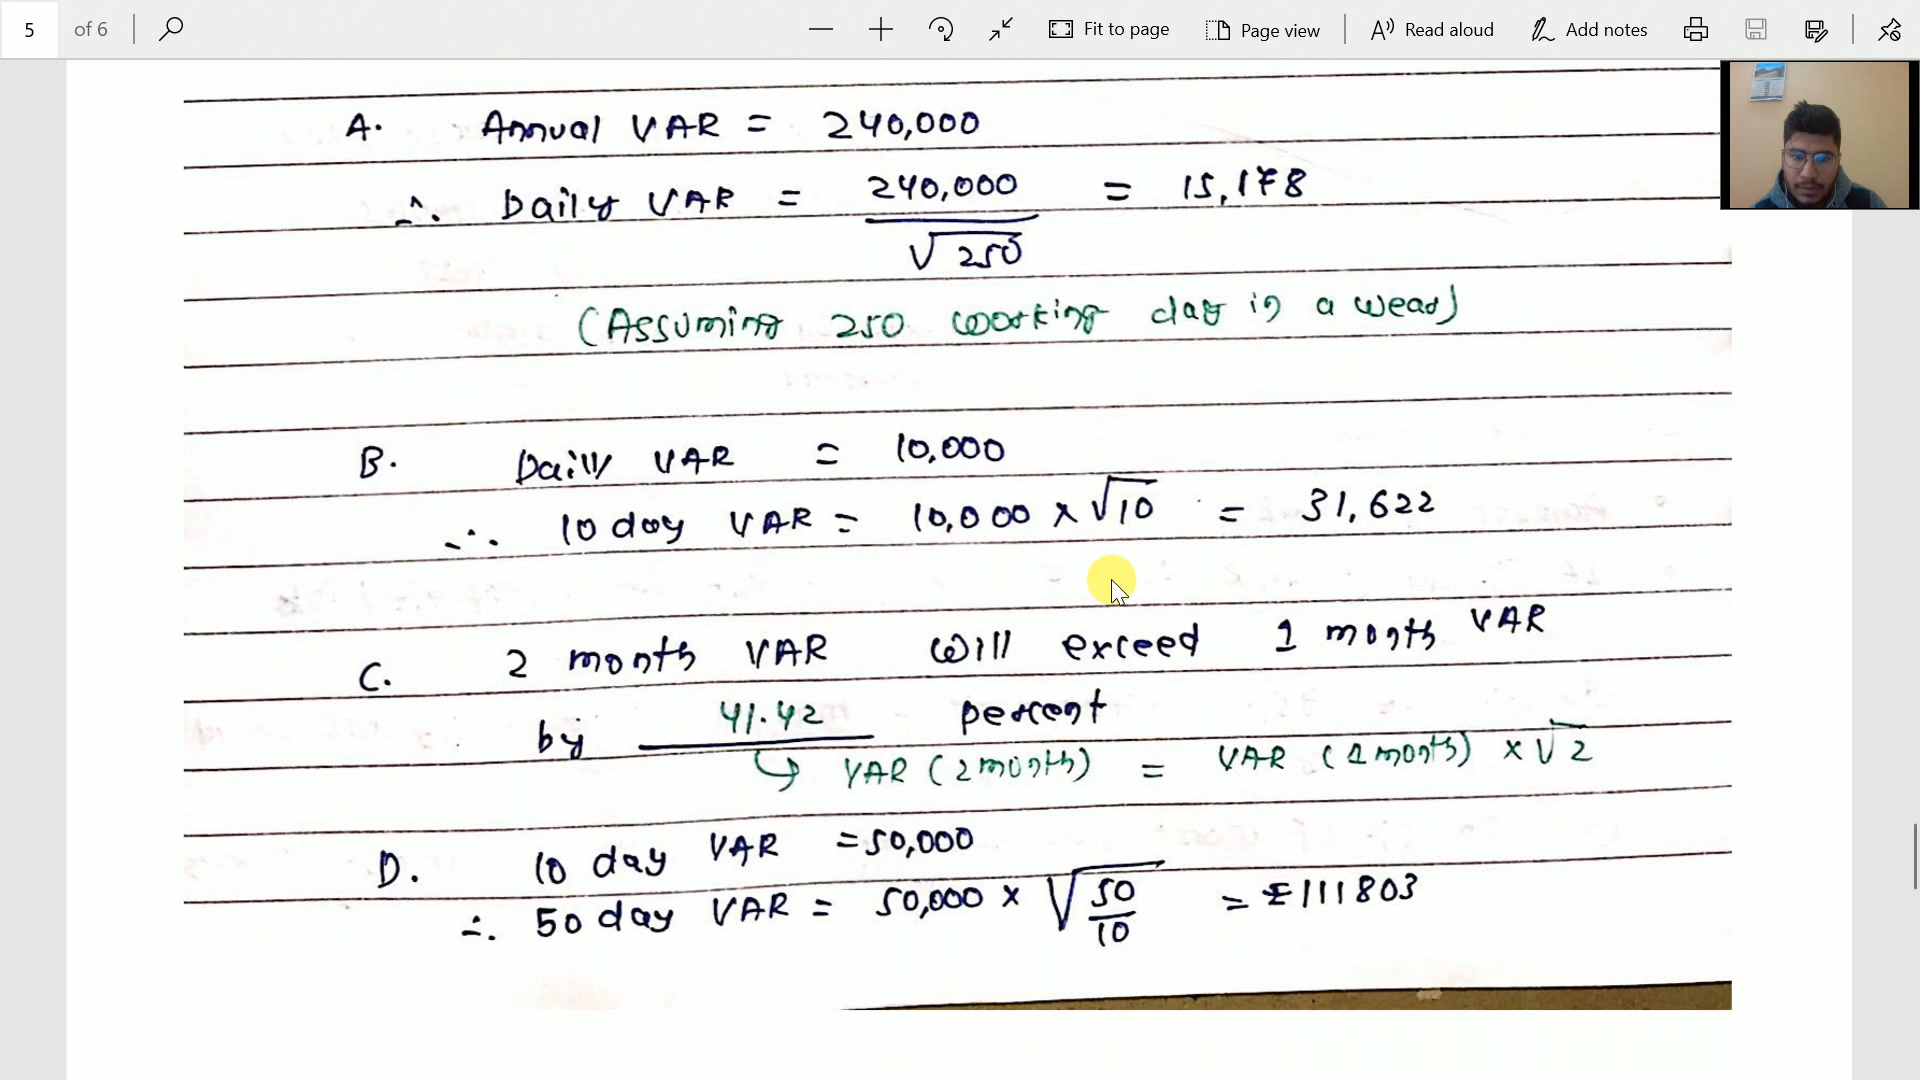 5 of 6 Fit to page Page view Read aloud Add notes
A. Annual VAR = 240,000
∴ Daily VAR = 240,000 / √250 = 15,178
(Assuming 250 working day in a wear)
B. Daily VAR = 10,000
∴ 10 day VAR = 10,000 × √10 = 31,622
C. 2 month VAR will exceed 1 month VAR
by 41.42 percent
↳ VAR (2 month) = VAR (1 month) × √2
D. 10 day VAR = 50,000
∴ 50 day VAR = 50,000 × √50/10 = ₤111803